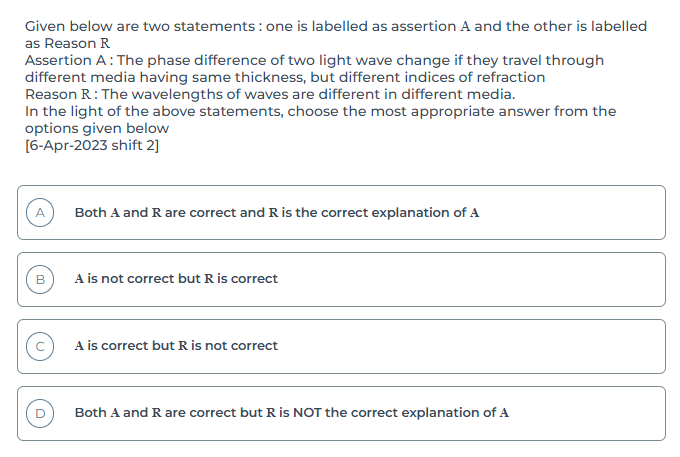 Given below are two statements : one is labelled as assertion A and the other is labelled
as Reason R
Assertion A : The phase difference of two light wave change if they travel through
different media having same thickness, but different indices of refraction
Reason R : The wavelengths of waves are different in different media.
In the light of the above statements, choose the most appropriate answer from the
options given below
[6-Apr-2023 shift 2]
A Both A and R are correct and R is the correct explanation of A
B A is not correct but R is correct
C A is correct but R is not correct
D Both A and R are correct but R is NOT the correct explanation of A